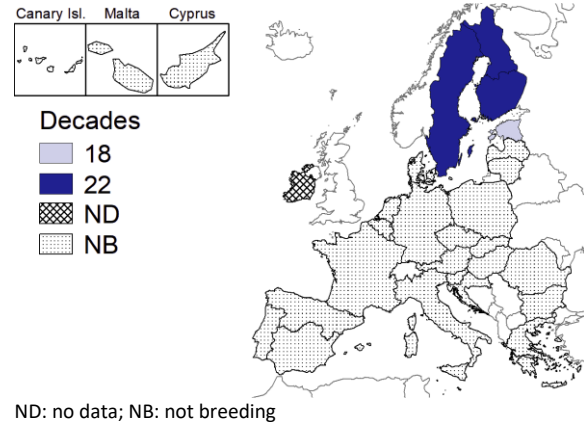 Canary Isl. Malta Cyprus
Decades
18
22
ND
NB
ND: no data; NB: not breeding